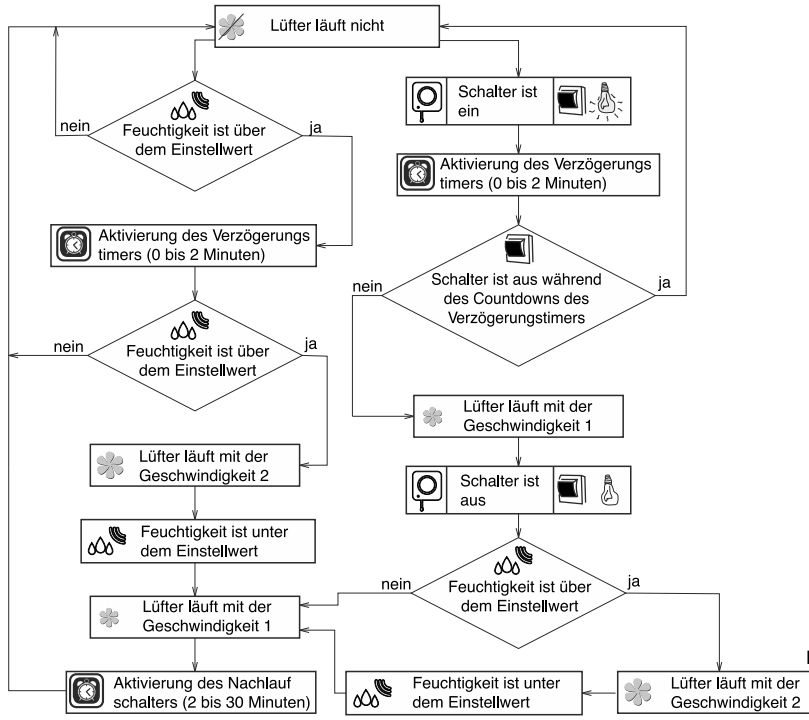 Lüfter läuft nicht
Feuchtigkeit ist über
dem Einstellwert
nein
ja
Aktivierung des Verzögerungs
timers (0 bis 2 Minuten)
Feuchtigkeit ist über
dem Einstellwert
nein
ja
Lüfter läuft mit der
Geschwindigkeit 2
Feuchtigkeit ist unter
dem Einstellwert
Lüfter läuft mit der
Geschwindigkeit 1
Aktivierung des Nachlauf
schalters (2 bis 30 Minuten)
Schalter ist
ein
Aktivierung des Verzögerungs
timers (0 bis 2 Minuten)
nein
ja
Schalter ist aus während
des Countdowns des
Verzögerungstimers
Lüfter läuft mit der
Geschwindigkeit 1
Schalter ist
aus
nein
ja
Feuchtigkeit ist über
dem Einstellwert
Lüfter läuft mit der
Geschwindigkeit 2
Feuchtigkeit ist unter
dem Einstellwert